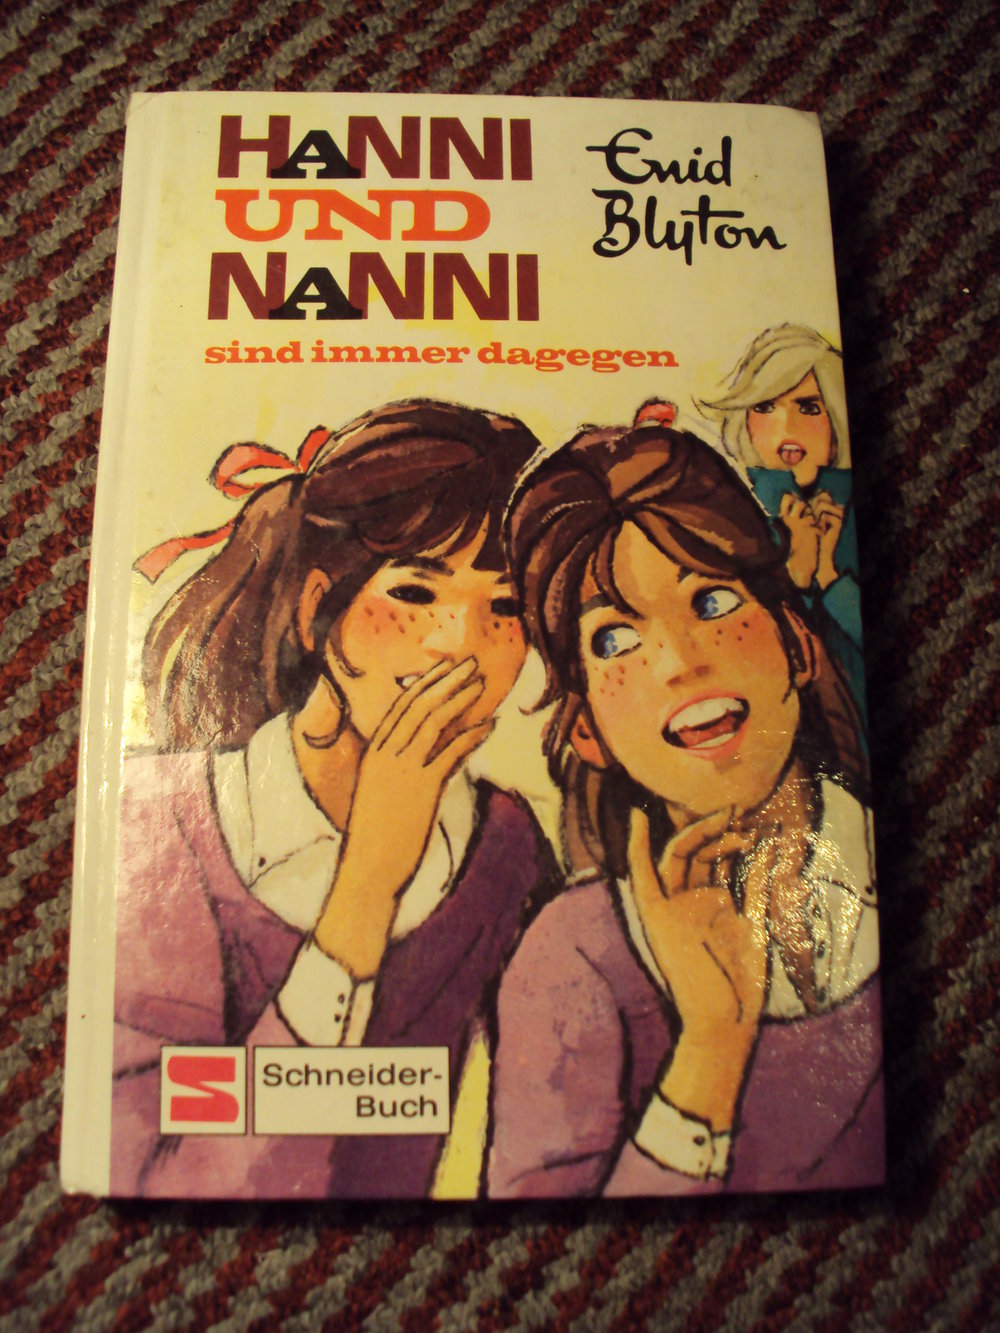 HANNI
UND
NANNI
sind immer dagegen
Enid
Blyton
Schneider-
Buch